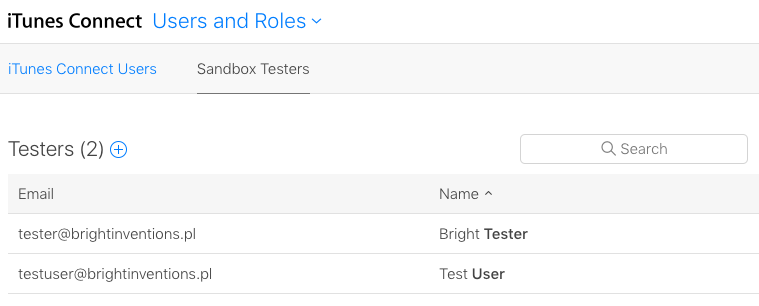 iTunes Connect Users and Roles
iTunes Connect Users Sandbox Testers
Testers (2) Search
Email Name
tester@brightinventions.pl Bright Tester
testuser@brightinventions.pl Test User